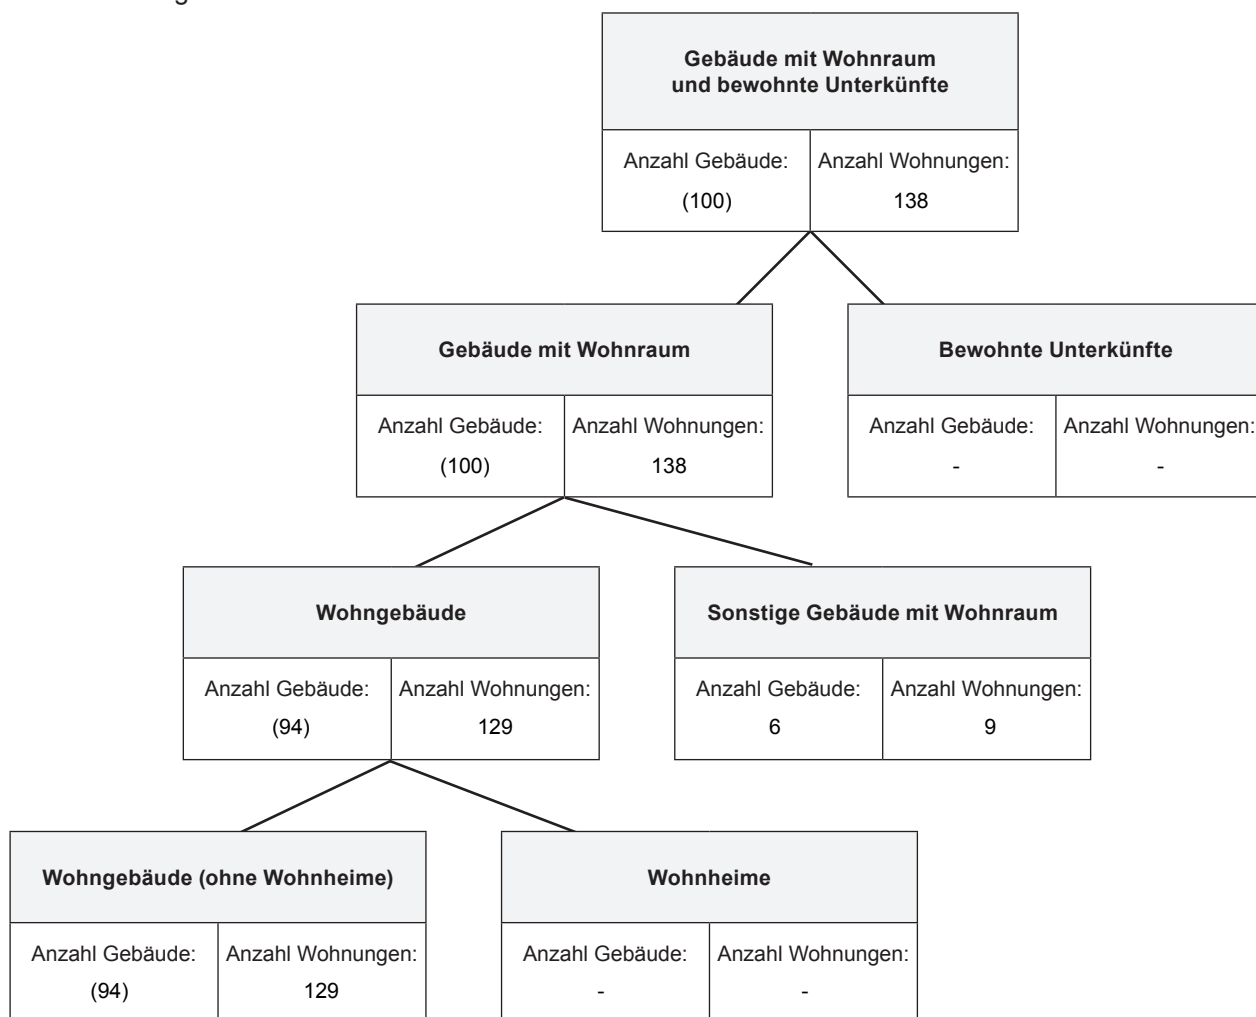 Gebäude mit Wohnraum
und bewohnte Unterkünfte
Anzahl Gebäude: Anzahl Wohnungen:
(100) 138
Gebäude mit Wohnraum
Anzahl Gebäude: Anzahl Wohnungen:
(100) 138
Bewohnte Unterkünfte
Anzahl Gebäude: Anzahl Wohnungen:
- -
Wohngebäude
Anzahl Gebäude: Anzahl Wohnungen:
(94) 129
Sonstige Gebäude mit Wohnraum
Anzahl Gebäude: Anzahl Wohnungen:
6 9
Wohngebäude (ohne Wohnheime)
Anzahl Gebäude: Anzahl Wohnungen:
(94) 129
Wohnheime
Anzahl Gebäude: Anzahl Wohnungen:
- -